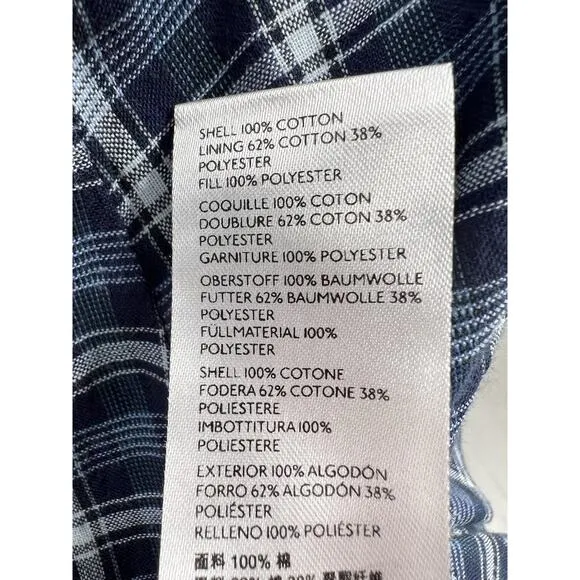 SHELL 100% COTTON
LINING 62% COTTON 38%
POLYESTER
FILL 100% POLYESTER
COQUILLE 100% COTON
DOUBLURE 62% COTON 38%
POLYESTER
GARNITURE 100% POLYESTER
OBERSTOFF 100% BAUMWOLLE
FUTTER 62% BAUMWOLLE 38%
POLYESTER
FÜLLMATERIAL 100%
POLYESTER
SHELL 100% COTONE
FODERA 62% COTONE 38%
POLIESTERE
IMBOTTITURA 100%
POLIESTERE
EXTERIOR 100% ALGODÓN
FORRO 62% ALGODÓN 38%
POLIÉSTER
RELLENO 100% POLIÉSTER
面料 100% 棉